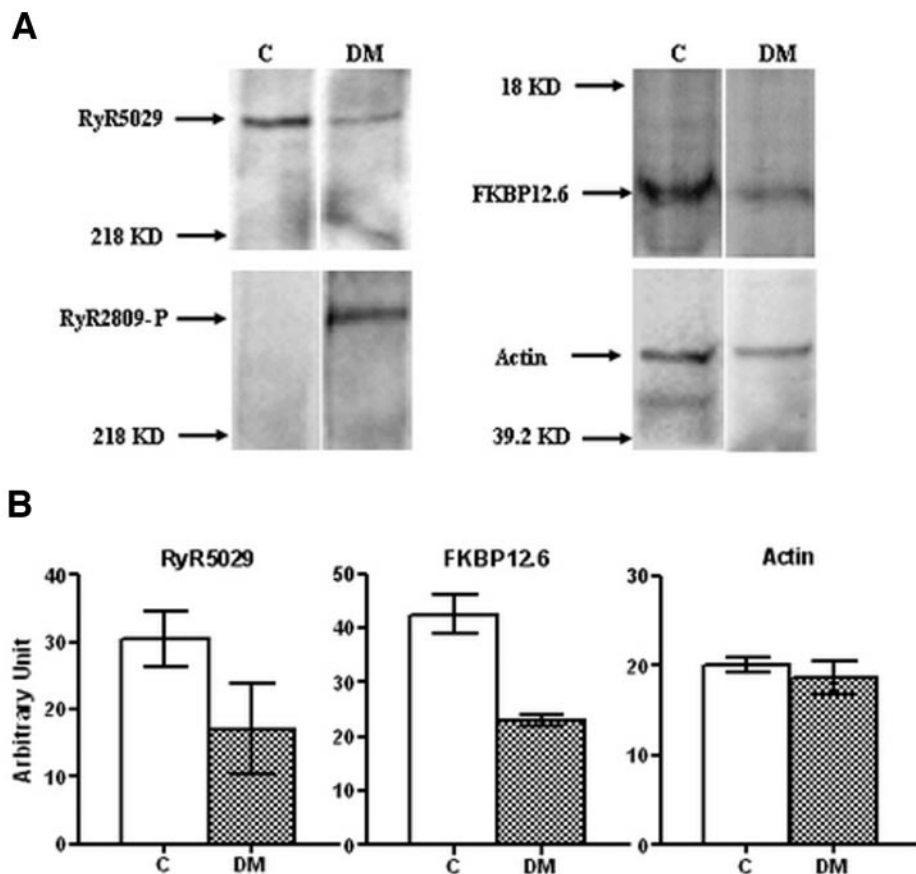 A
C DM
RyR5029
218 KD
RyR2809-P
218 KD
C DM
18 KD
FKBP12.6
Actin
39.2 KD
B
RyR5029
Arbitrary Unit
40
30
20
10
0
C DM
FKBP12.6
50
40
30
20
10
0
C DM
Actin
30
20
10
0
C DM